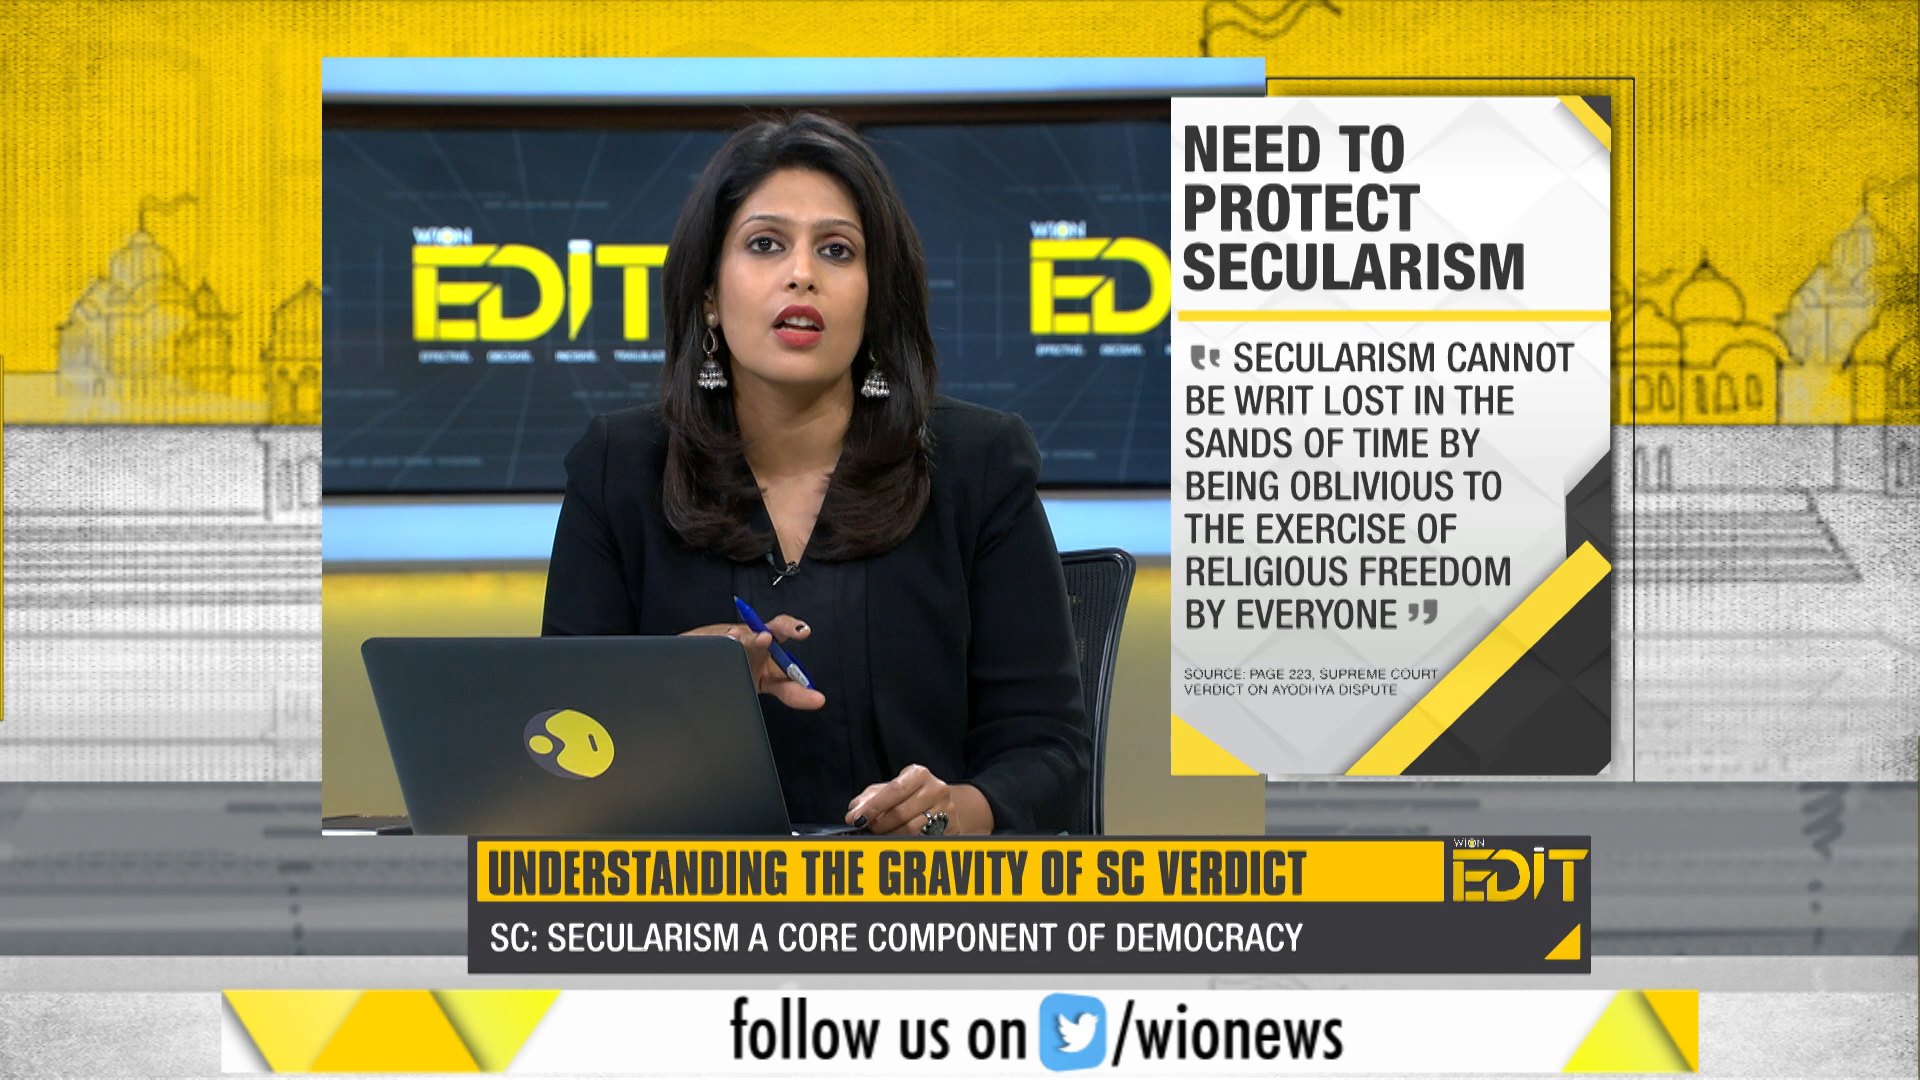 WION
EDIT
WION
ED
NEED TO
PROTECT
SECULARISM
SECULARISM CANNOT
BE WRIT LOST IN THE
SANDS OF TIME BY
BEING OBLIVIOUS TO
THE EXERCISE OF
RELIGIOUS FREEDOM
BY EVERYONE
SOURCE: PAGE 223, SUPREME COURT
VERDICT ON AYODHYA DISPUTE
UNDERSTANDING THE GRAVITY OF SC VERDICT
WION
EDIT
SC: SECULARISM A CORE COMPONENT OF DEMOCRACY
follow us on /wionews